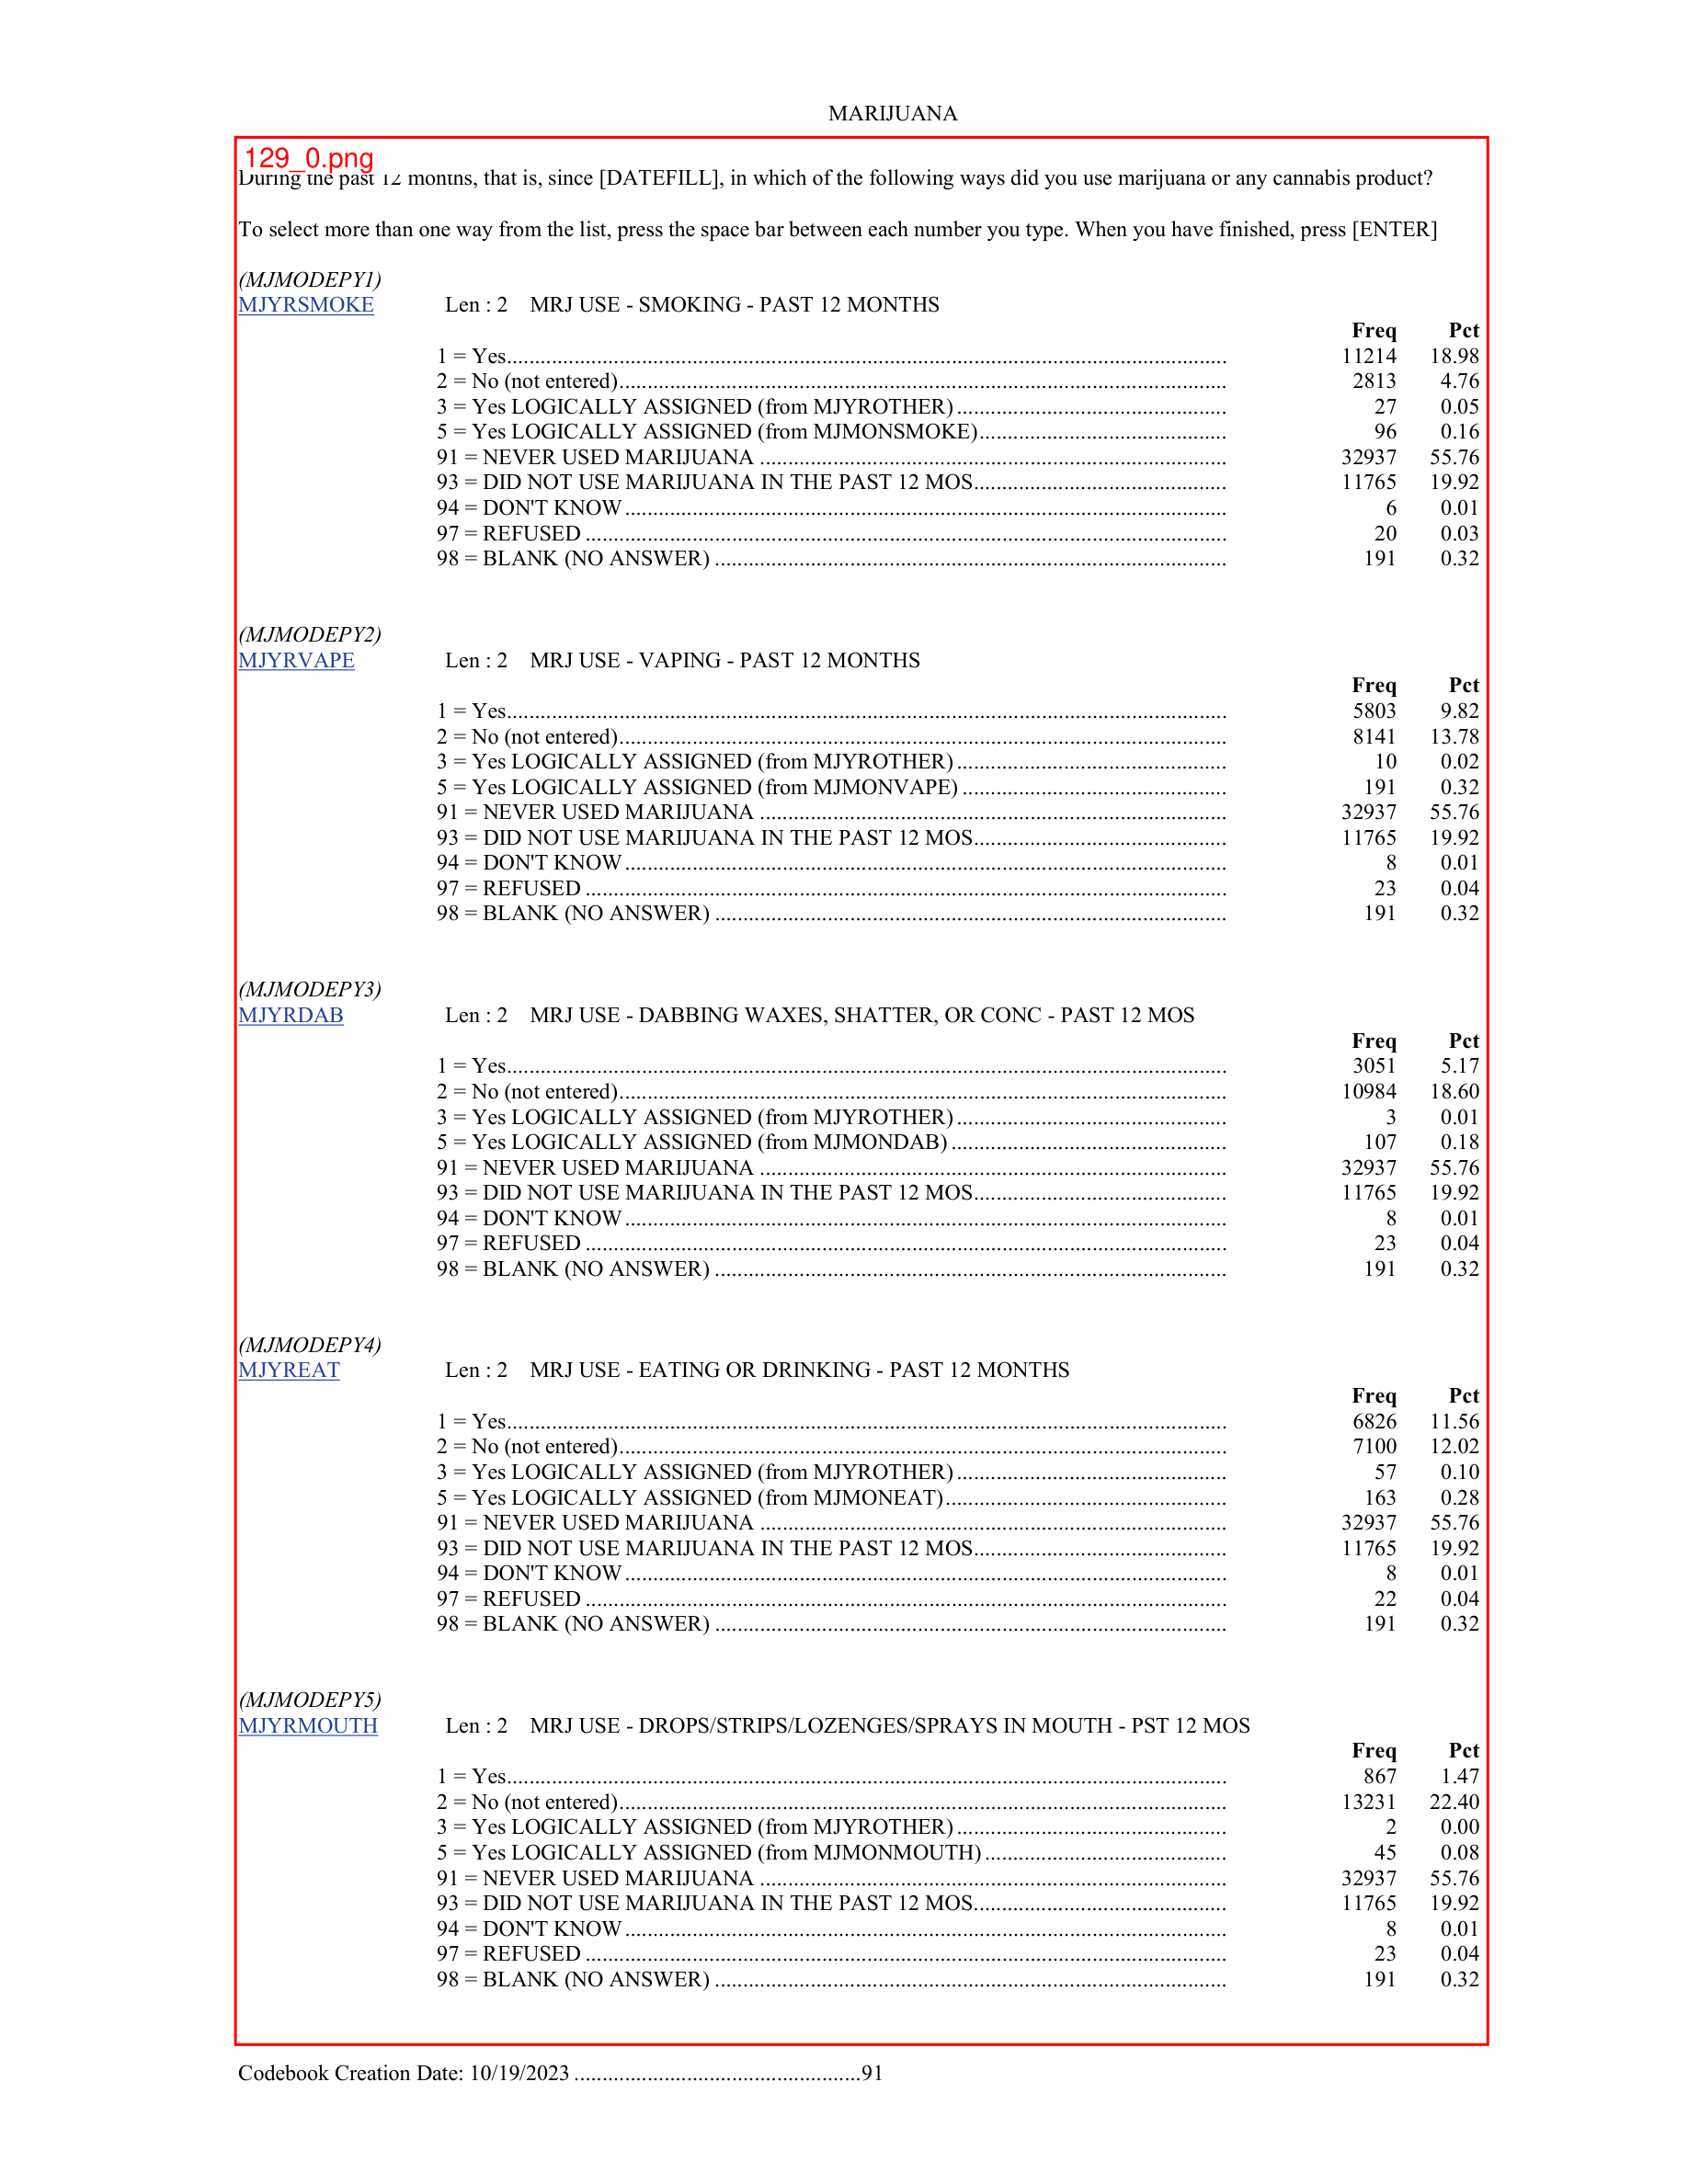 MARIJUANA
129_0.png
During the past 12 months, that is, since [DATEFILL], in which of the following ways did you use marijuana or any cannabis product?
To select more than one way from the list, press the space bar between each number you type. When you have finished, press [ENTER]
(MJMODEPY1)
MJYRSMOKE Len : 2 MRJ USE - SMOKING - PAST 12 MONTHS
Freq Pct
1 = Yes 11214 18.98
2 = No (not entered) 2813 4.76
3 = Yes LOGICALLY ASSIGNED (from MJYROTHER) 27 0.05
5 = Yes LOGICALLY ASSIGNED (from MJMONSMOKE) 96 0.16
91 = NEVER USED MARIJUANA 32937 55.76
93 = DID NOT USE MARIJUANA IN THE PAST 12 MOS 11765 19.92
94 = DON'T KNOW 6 0.01
97 = REFUSED 20 0.03
98 = BLANK (NO ANSWER) 191 0.32
(MJMODEPY2)
MJYRVAPE Len : 2 MRJ USE - VAPING - PAST 12 MONTHS
Freq Pct
1 = Yes 5803 9.82
2 = No (not entered) 8141 13.78
3 = Yes LOGICALLY ASSIGNED (from MJYROTHER) 10 0.02
5 = Yes LOGICALLY ASSIGNED (from MJMONVAPE) 191 0.32
91 = NEVER USED MARIJUANA 32937 55.76
93 = DID NOT USE MARIJUANA IN THE PAST 12 MOS 11765 19.92
94 = DON'T KNOW 8 0.01
97 = REFUSED 23 0.04
98 = BLANK (NO ANSWER) 191 0.32
(MJMODEPY3)
MJYRDAB Len : 2 MRJ USE - DABBING WAXES, SHATTER, OR CONC - PAST 12 MOS
Freq Pct
1 = Yes 3051 5.17
2 = No (not entered) 10984 18.60
3 = Yes LOGICALLY ASSIGNED (from MJYROTHER) 3 0.01
5 = Yes LOGICALLY ASSIGNED (from MJMONDAB) 107 0.18
91 = NEVER USED MARIJUANA 32937 55.76
93 = DID NOT USE MARIJUANA IN THE PAST 12 MOS 11765 19.92
94 = DON'T KNOW 8 0.01
97 = REFUSED 23 0.04
98 = BLANK (NO ANSWER) 191 0.32
(MJMODEPY4)
MJYREAT Len : 2 MRJ USE - EATING OR DRINKING - PAST 12 MONTHS
Freq Pct
1 = Yes 6826 11.56
2 = No (not entered) 7100 12.02
3 = Yes LOGICALLY ASSIGNED (from MJYROTHER) 57 0.10
5 = Yes LOGICALLY ASSIGNED (from MJMONEAT) 163 0.28
91 = NEVER USED MARIJUANA 32937 55.76
93 = DID NOT USE MARIJUANA IN THE PAST 12 MOS 11765 19.92
94 = DON'T KNOW 8 0.01
97 = REFUSED 22 0.04
98 = BLANK (NO ANSWER) 191 0.32
(MJMODEPY5)
MJYRMOUTH Len : 2 MRJ USE - DROPS/STRIPS/LOZENGES/SPRAYS IN MOUTH - PST 12 MOS
Freq Pct
1 = Yes 867 1.47
2 = No (not entered) 13231 22.40
3 = Yes LOGICALLY ASSIGNED (from MJYROTHER) 2 0.00
5 = Yes LOGICALLY ASSIGNED (from MJMONMOUTH) 45 0.08
91 = NEVER USED MARIJUANA 32937 55.76
93 = DID NOT USE MARIJUANA IN THE PAST 12 MOS 11765 19.92
94 = DON'T KNOW 8 0.01
97 = REFUSED 23 0.04
98 = BLANK (NO ANSWER) 191 0.32
Codebook Creation Date: 10/19/2023 91